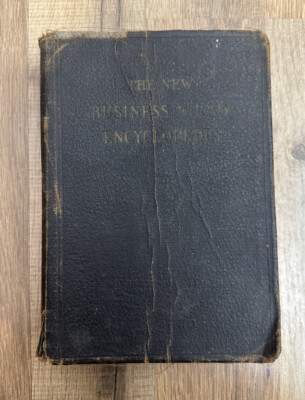 THE NEW
BUSINESS
ENCYCLOPEDIA